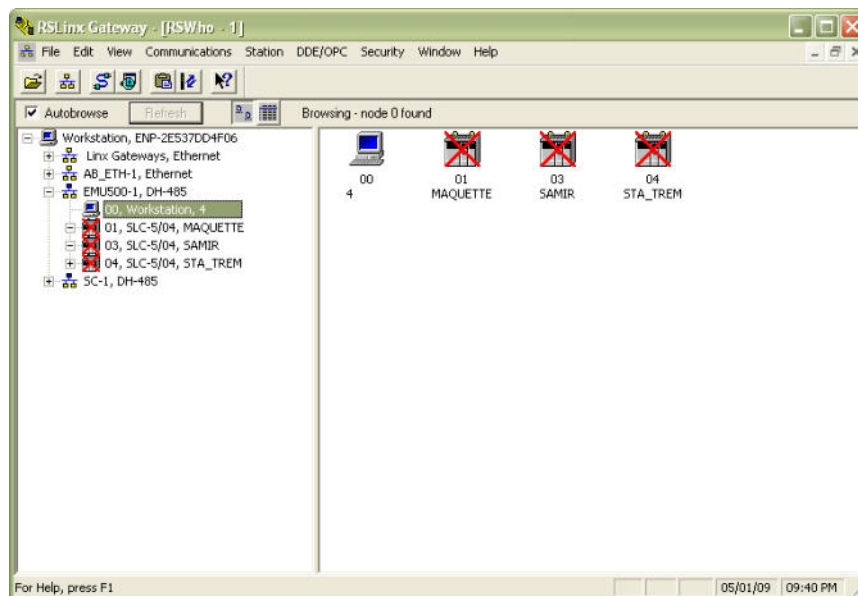 RSLinx Gateway - [RSWho - 1]
File Edit View Communications Station DDE/OPC Security Window Help
Autobrowse Refresh Browsing - node 0 found
Workstation, ENP-2E537DD4F06
Linx Gateways, Ethernet
AB_ETH-1, Ethernet
EMU500-1, DH-485
00, Workstation, 4
01, SLC-5/04, MAQUETTE
03, SLC-5/04, SAMIR
04, SLC-5/04, STA_TREM
SC-1, DH-485
00 01 03 04
4 MAQUETTE SAMIR STA_TREM
For Help, press F1 05/01/09 09:40 PM